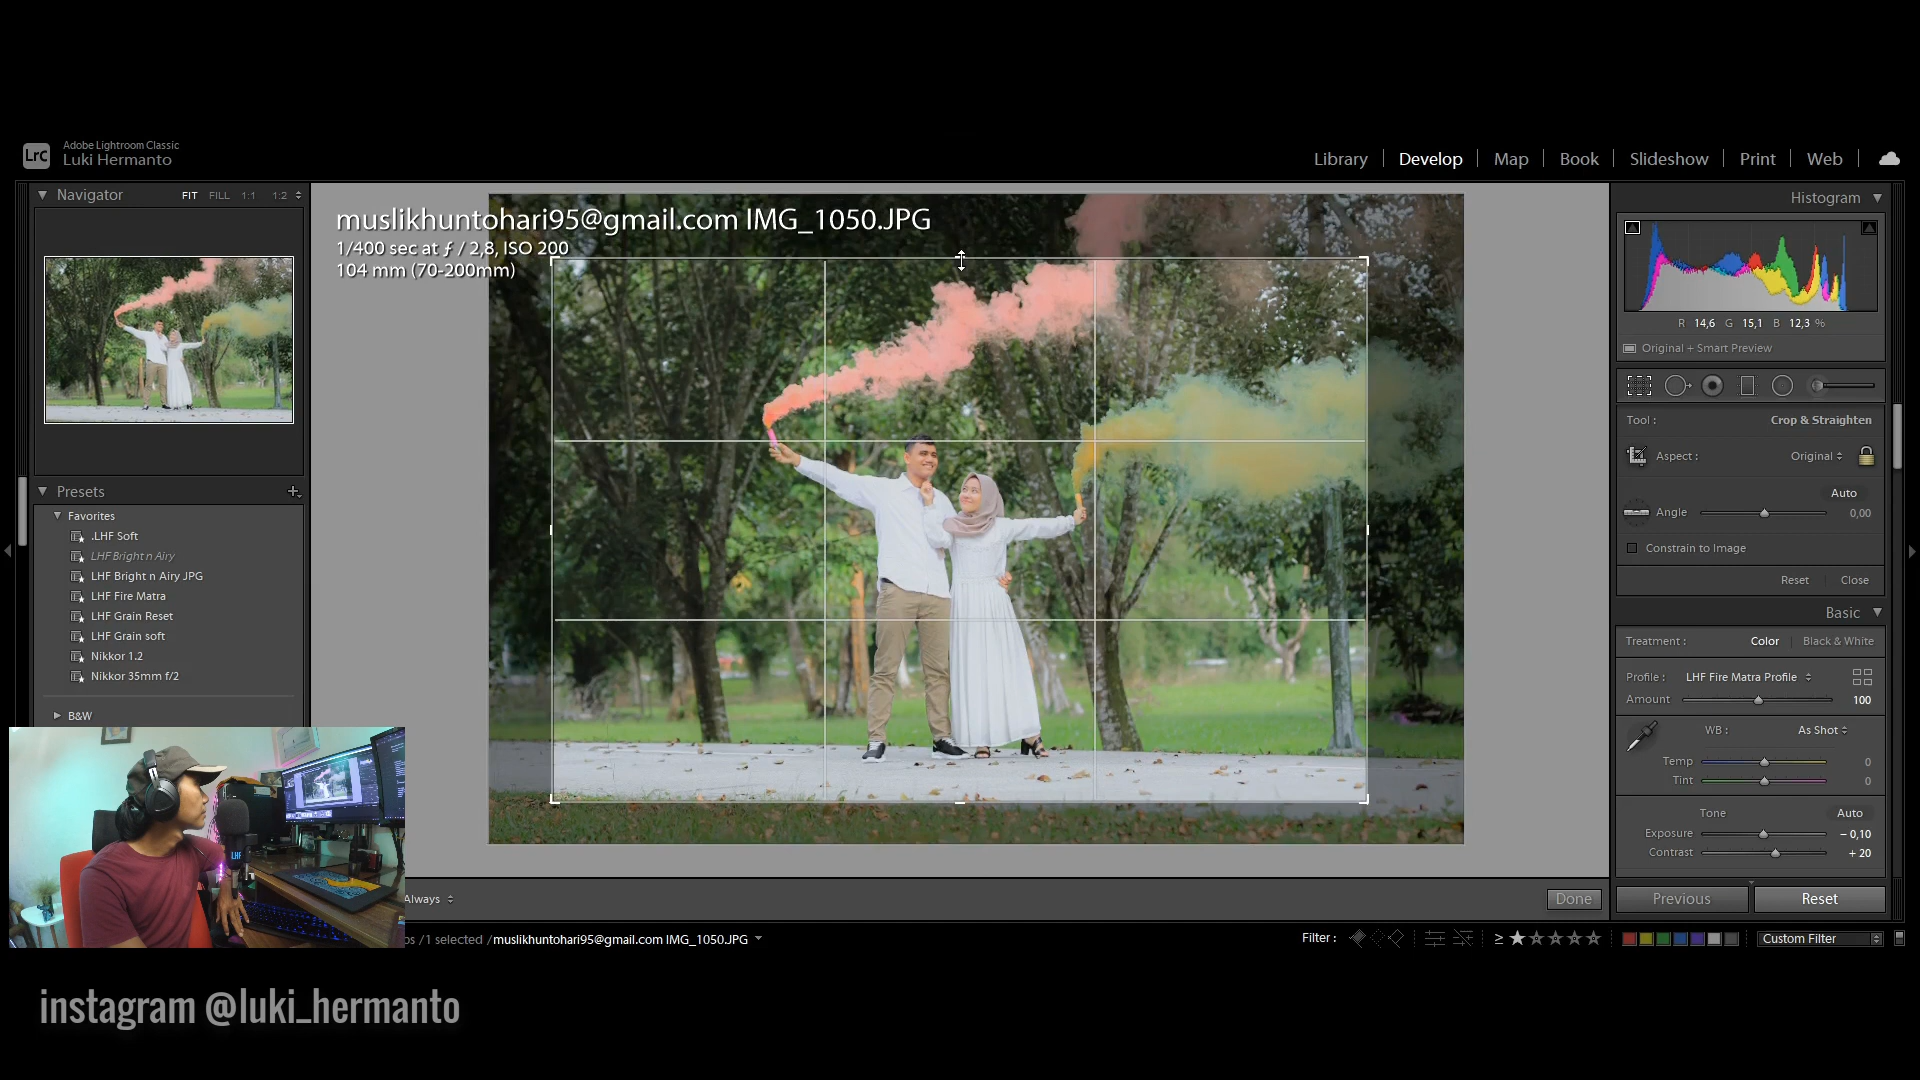 Lrc
Adobe Lightroom Classic
Luki Hermanto
Library
Develop
Map
Book
Slideshow
Print
Web
Navigator
FIT
FILL
1:1
1:2
muslikhuntohari95@gmail.com IMG_1050.JPG
1/400 sec at ƒ / 2,8, ISO 200
104 mm (70-200mm)
Presets
Favorites
.LHF Soft
LHF Bright n Airy
LHF Bright n Airy JPG
LHF Fire Matra
LHF Grain Reset
LHF Grain soft
Nikkor 1.2
Nikkor 35mm f/2
B&W
LHF
Histogram
R 14,6 G 15,1 B 12,3 %
Original + Smart Preview
Tool : Crop & Straighten
Aspect : Original
Auto
Angle 0,00
Constrain to Image
Reset Close
Basic
Treatment : Color Black & White
Profile : LHF Fire Matra Profile
Amount 100
WB : As Shot
Temp 0
Tint 0
Tone Auto
Exposure – 0,10
Contrast + 20
Always
Done
Previous
Reset
os /1 selected /muslikhuntohari95@gmail.com IMG_1050.JPG
Filter : ≥ Custom Filter
instagram @luki_hermanto